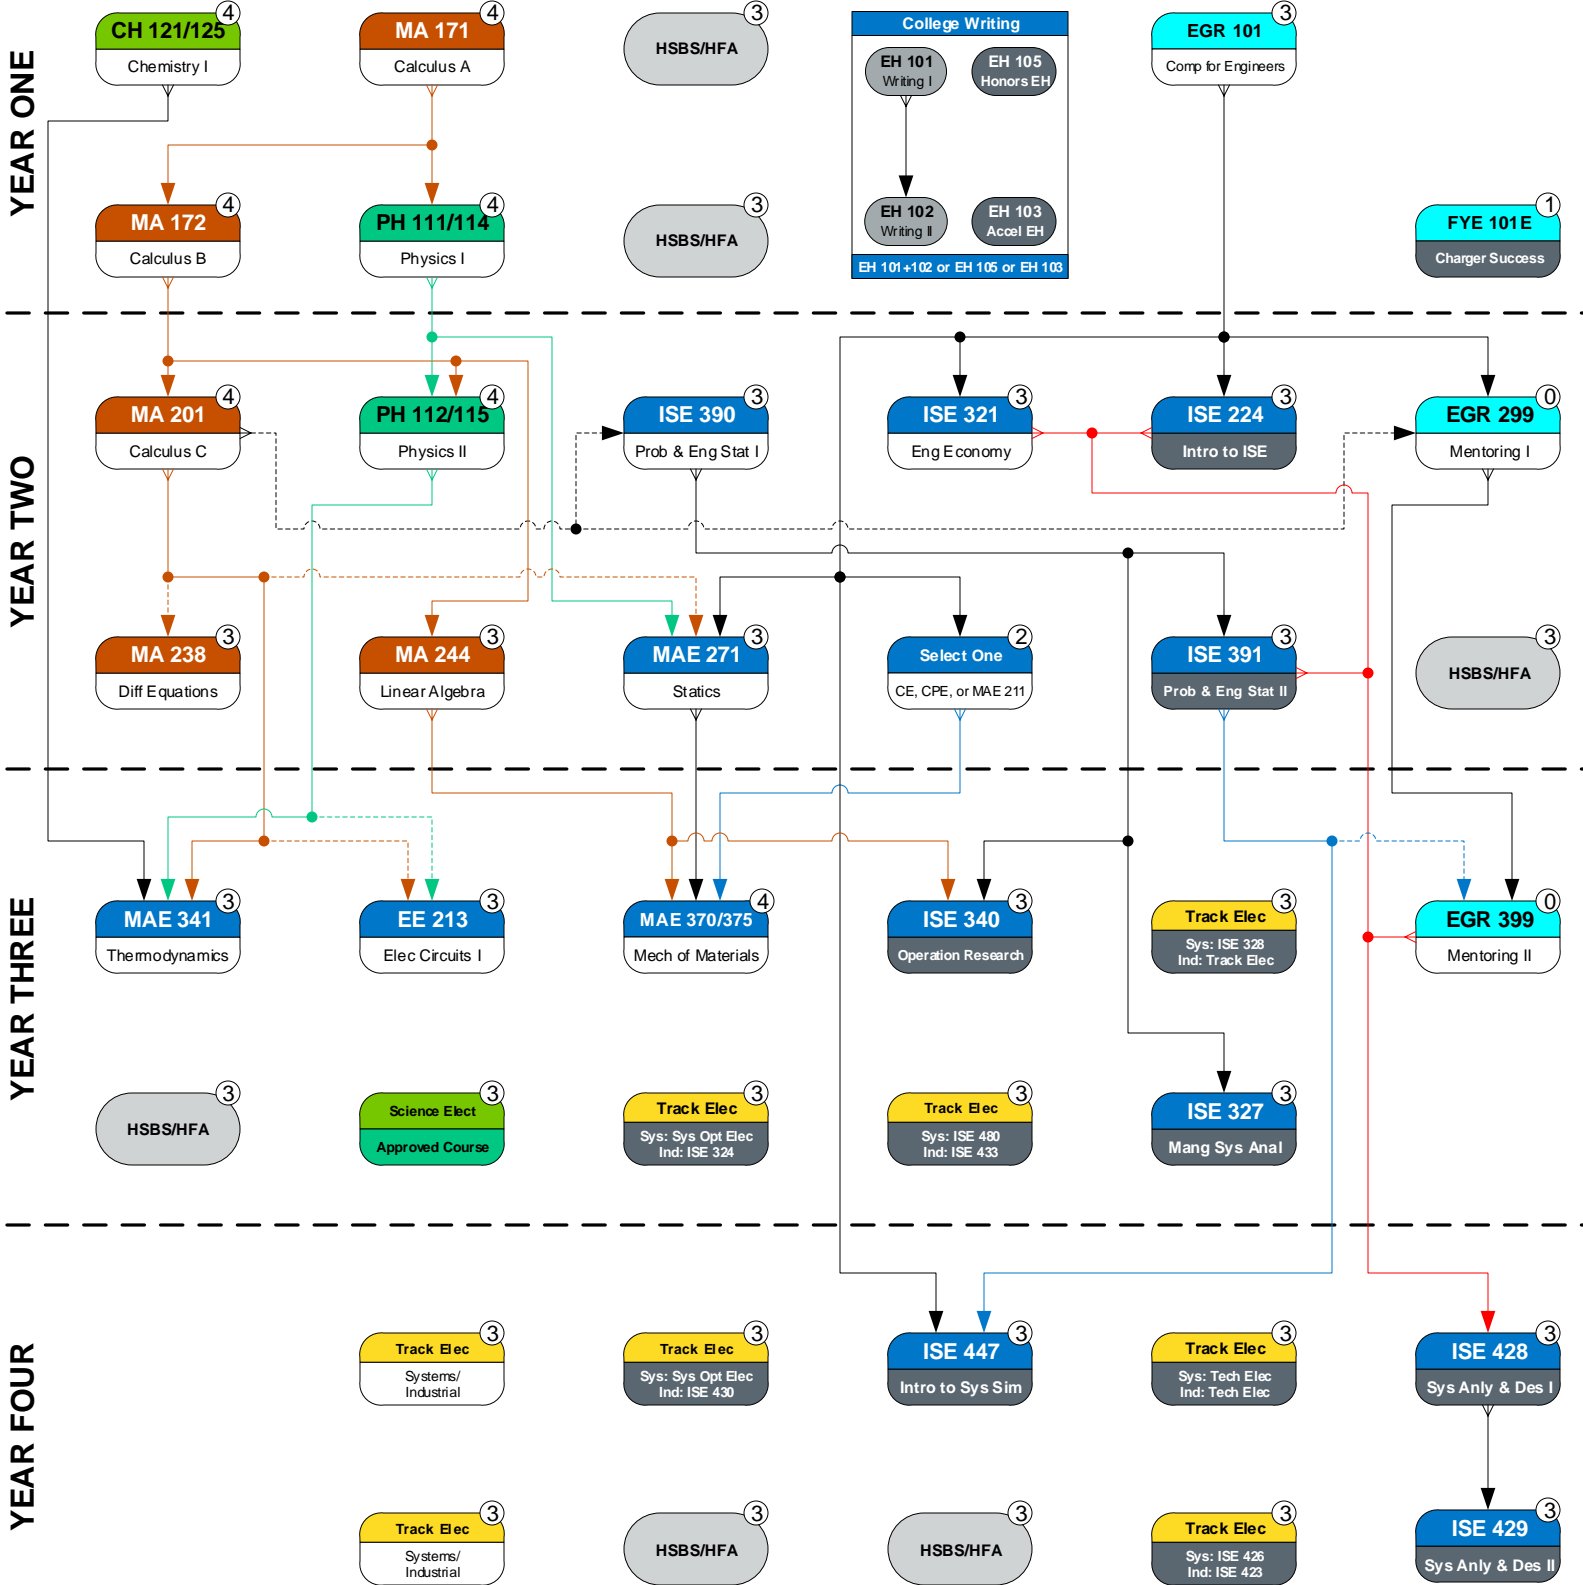 YEAR ONE
CH 121/125
4
Chemistry I
MA 171
4
Calculus A
HSBS/HFA
3
College Writing
EH 101
Writing I
EH 105
Honors EH
EH 102
Writing II
EH 103
Accel EH
EH 101+102 or EH 105 or EH 103
EGR 101
3
Comp for Engineers
MA 172
4
Calculus B
PH 111/114
4
Physics I
HSBS/HFA
3
FYE 101E
1
Charger Success
YEAR TWO
MA 201
4
Calculus C
PH 112/115
4
Physics II
ISE 390
3
Prob & Eng Stat I
ISE 321
3
Eng Economy
ISE 224
3
Intro to ISE
EGR 299
0
Mentoring I
MA 238
3
Diff Equations
MA 244
3
Linear Algebra
MAE 271
3
Statics
Select One
2
CE, CPE, or MAE 211
ISE 391
3
Prob & Eng Stat II
HSBS/HFA
3
YEAR THREE
MAE 341
3
Thermodynamics
EE 213
3
Elec Circuits I
MAE 370/375
4
Mech of Materials
ISE 340
3
Operation Research
Track Elec
3
Sys: ISE 328
Ind: Track Elec
EGR 399
0
Mentoring II
HSBS/HFA
3
Science Elect
3
Approved Course
Track Elec
3
Sys: Sys Opt Elec
Ind: ISE 324
Track Elec
3
Sys: ISE 480
Ind: ISE 433
ISE 327
3
Mang Sys Anal
YEAR FOUR
Track Elec
3
Systems/
Industrial
Track Elec
3
Sys: Sys Opt Elec
Ind: ISE 430
ISE 447
3
Intro to Sys Sim
Track Elec
3
Sys: Tech Elec
Ind: Tech Elec
ISE 428
3
Sys Anly & Des I
Track Elec
3
Systems/
Industrial
HSBS/HFA
3
HSBS/HFA
3
Track Elec
3
Sys: ISE 426
Ind: ISE 423
ISE 429
3
Sys Anly & Des II